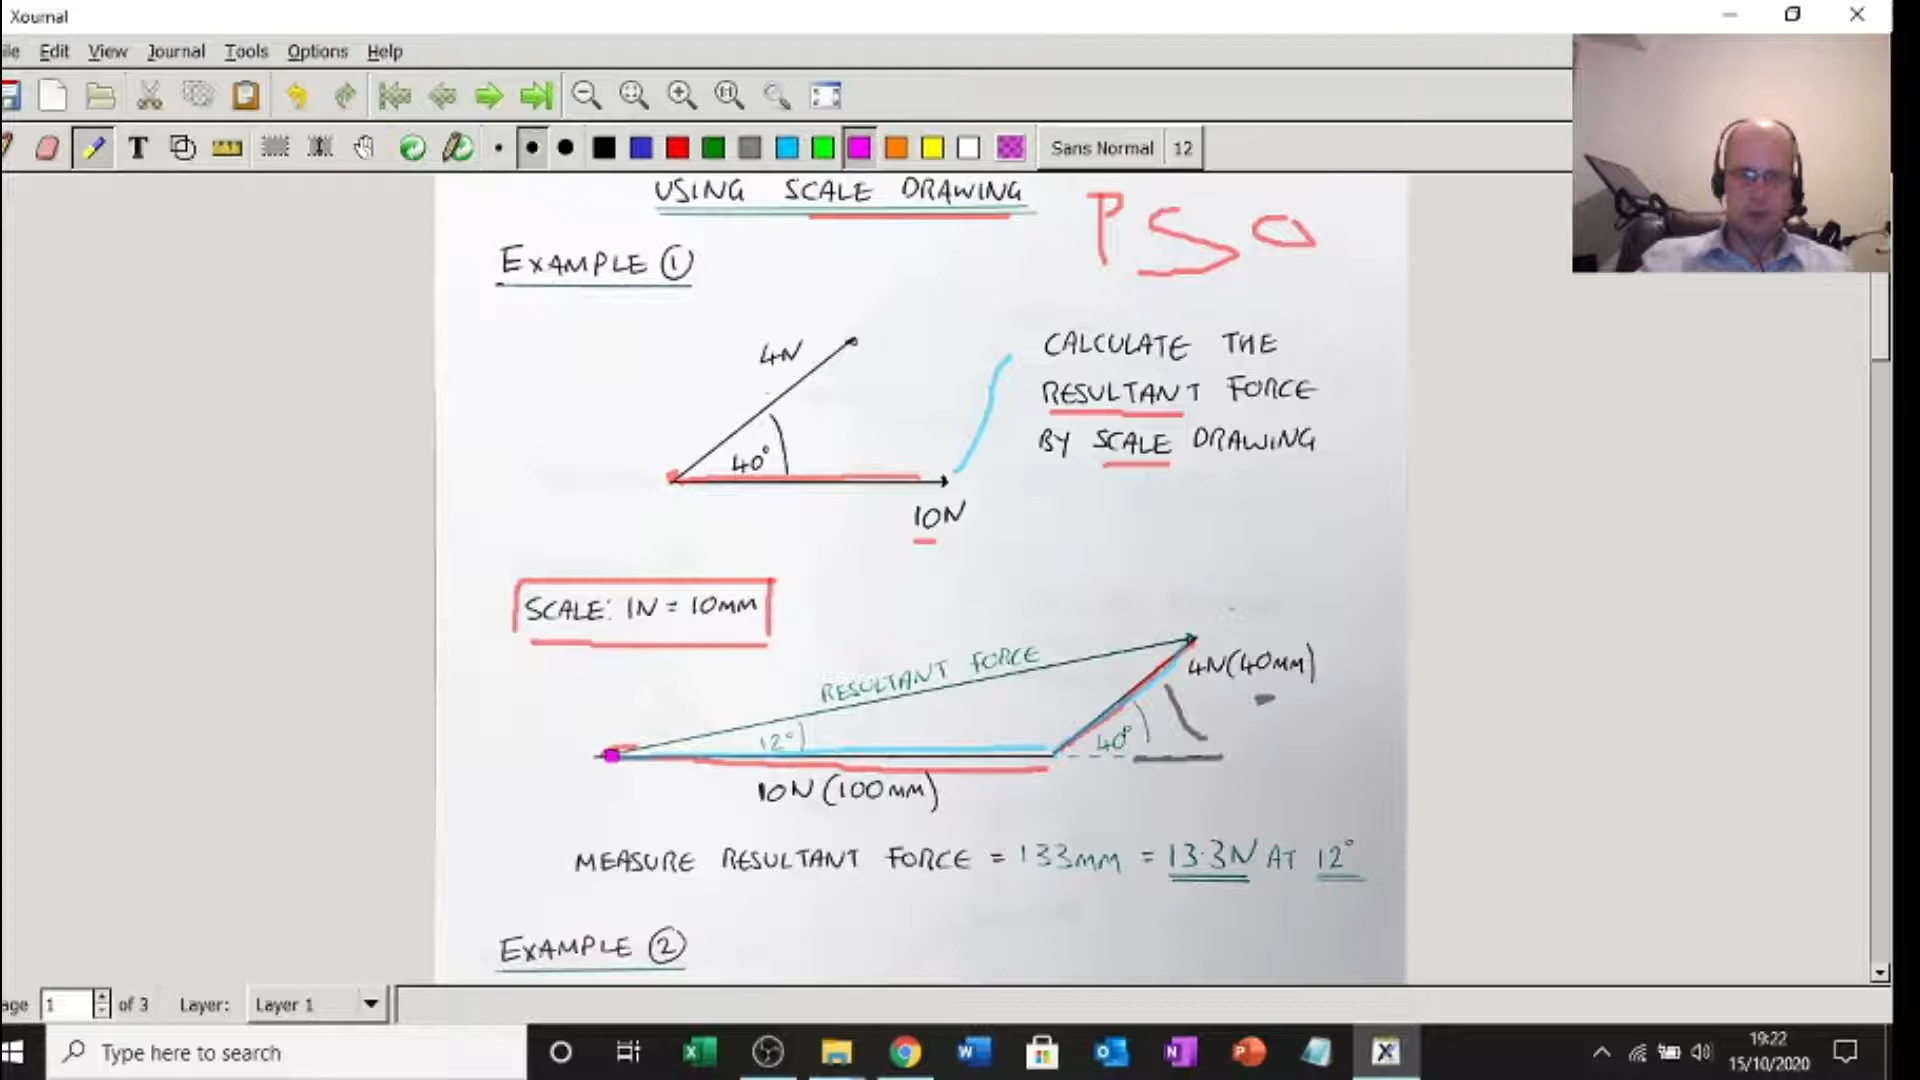 Xournal
ile Edit View Journal Tools Options Help
Sans Normal 12
USING SCALE DRAWING
PSO
EXAMPLE ①
4N
40°
10N
CALCULATE THE
RESULTANT FORCE
BY SCALE DRAWING
SCALE: 1N = 10MM
RESULTANT FORCE
4N(40MM)
12°
40°
10N(100MM)
MEASURE RESULTANT FORCE = 133MM = 13.3N AT 12°
EXAMPLE ②
age 1 of 3 Layer: Layer 1
Type here to search
19:22
15/10/2020